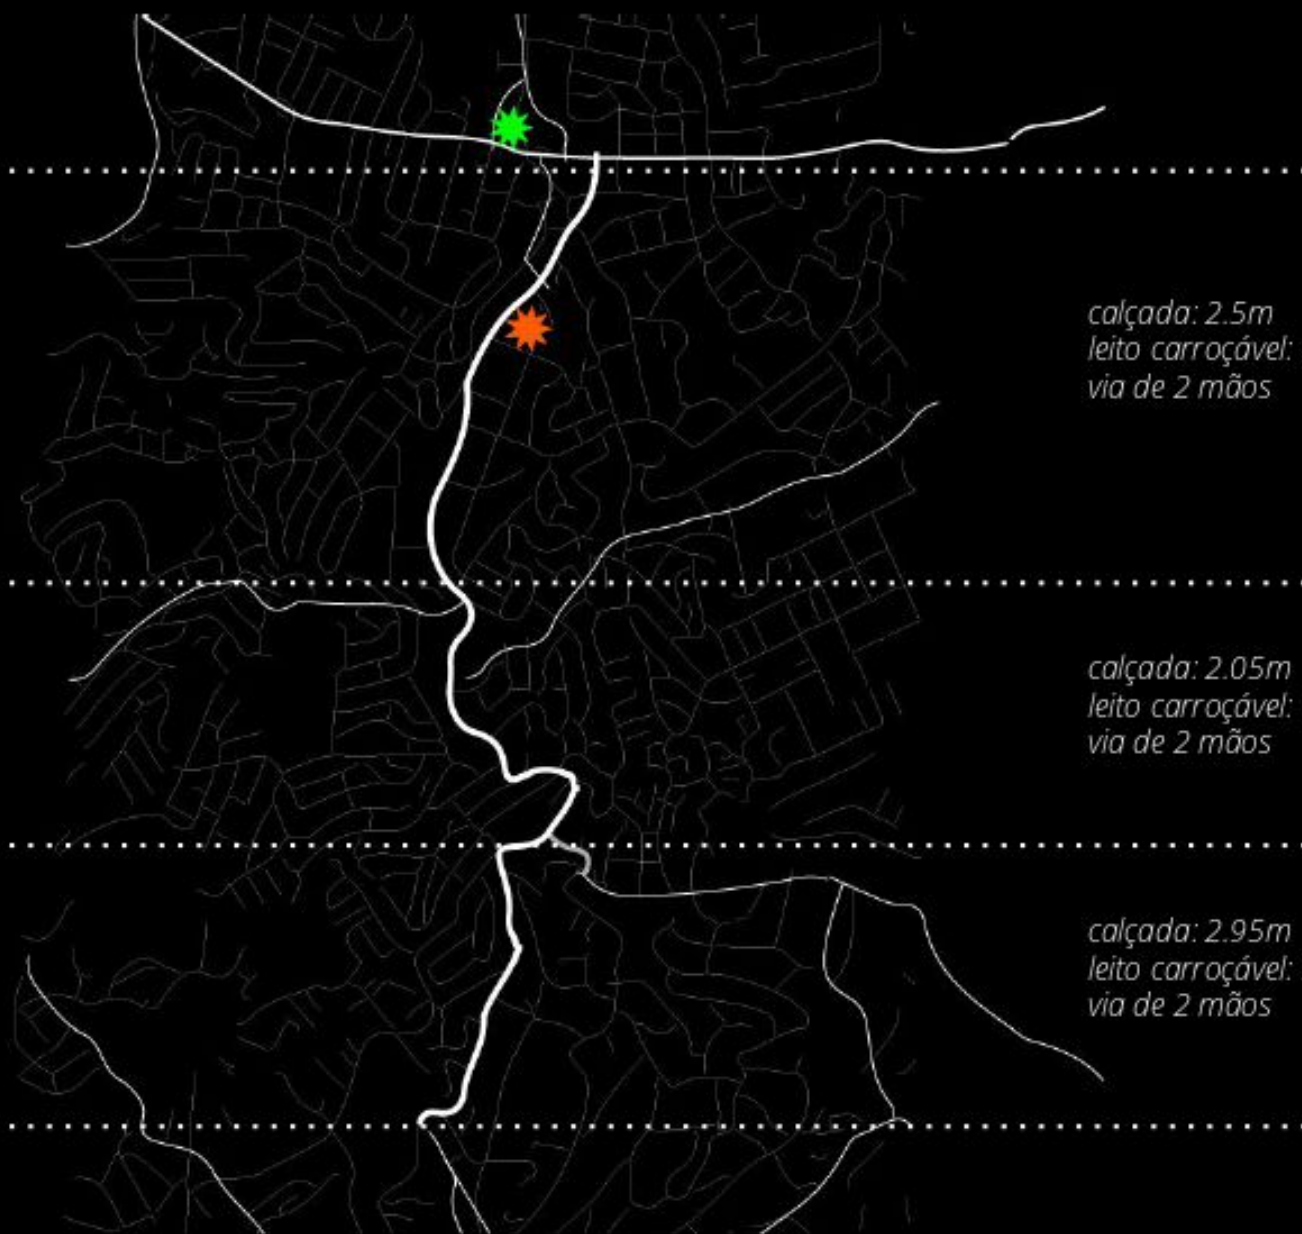 calçada: 2.5m
leito carroçável:
via de 2 mãos
calçada: 2.05m
leito carroçável:
via de 2 mãos
calçada: 2.95m
leito carroçável:
via de 2 mãos